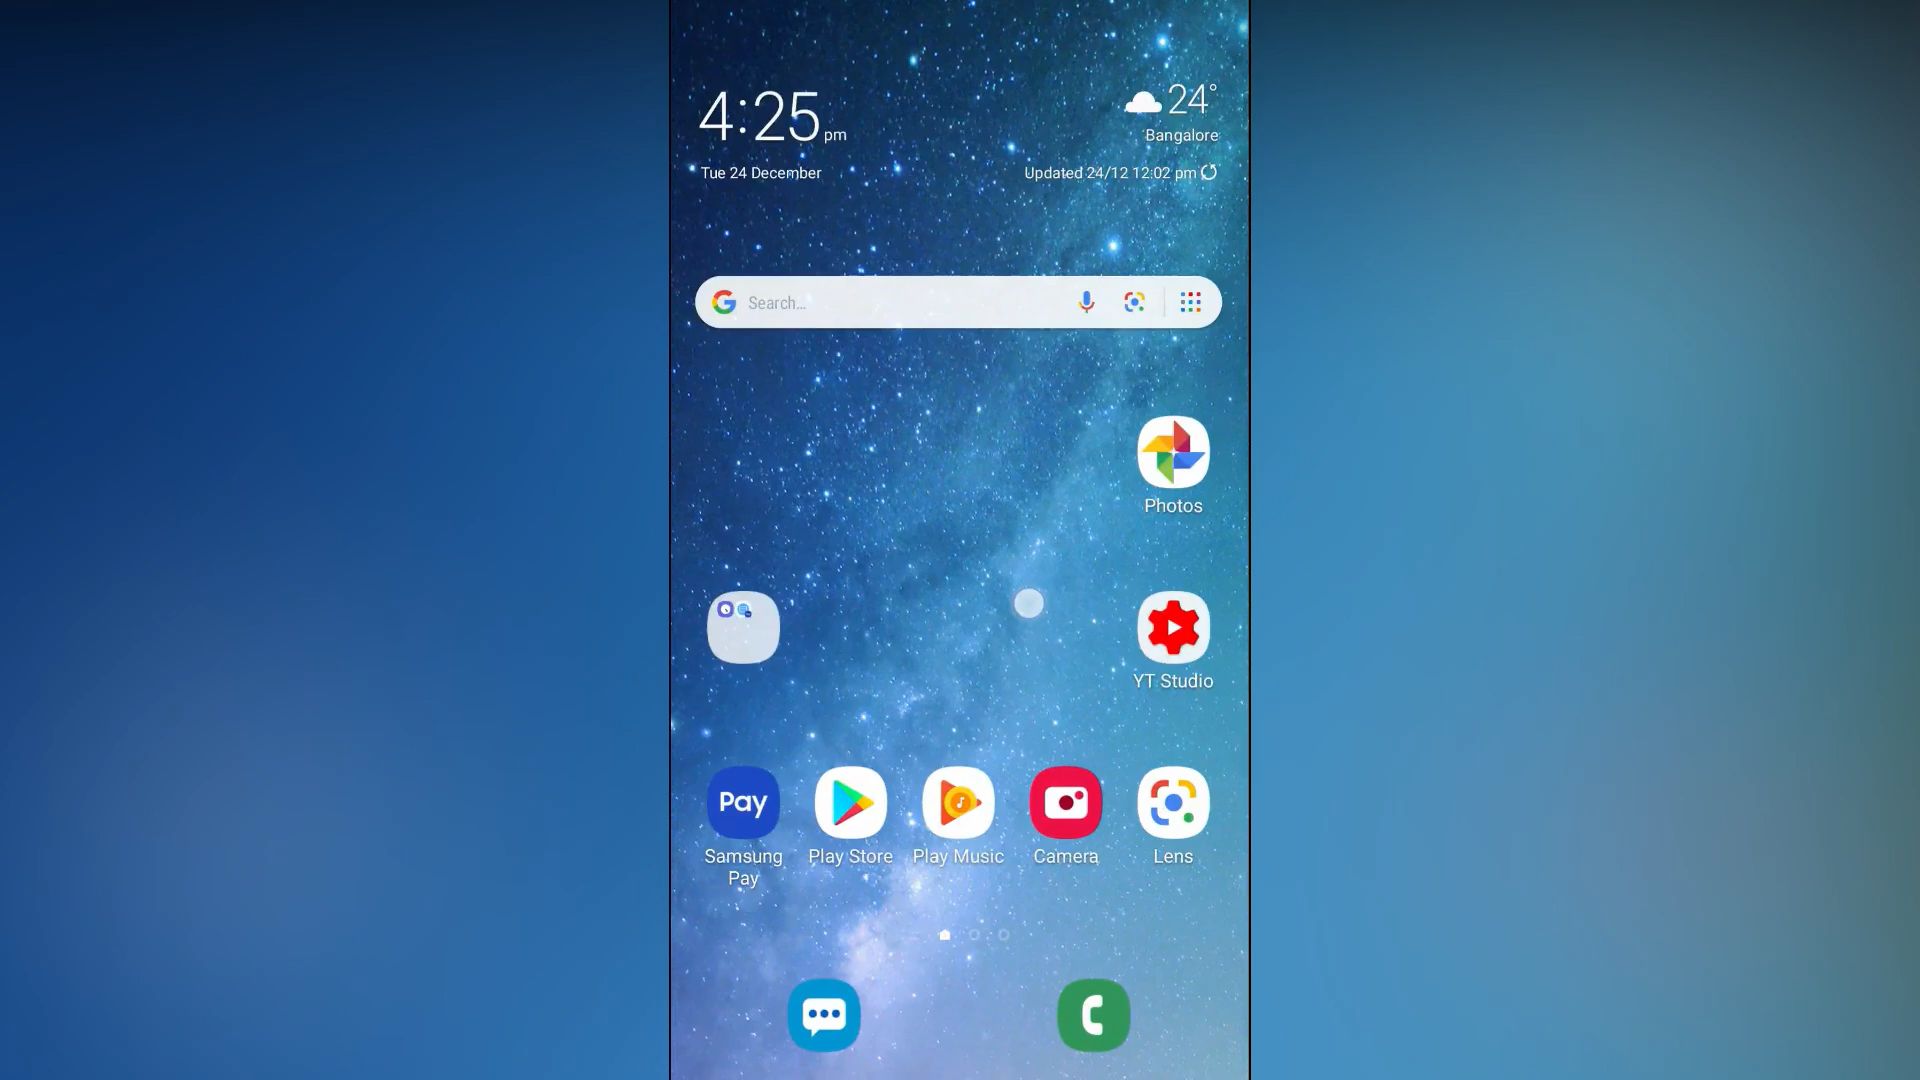 4:25 pm
24°
Bangalore
Tue 24 December
Updated 24/12 12:02 pm
Search...
Photos
YT Studio
Pay
Samsung Pay
Play Store
Play Music
Camera
Lens